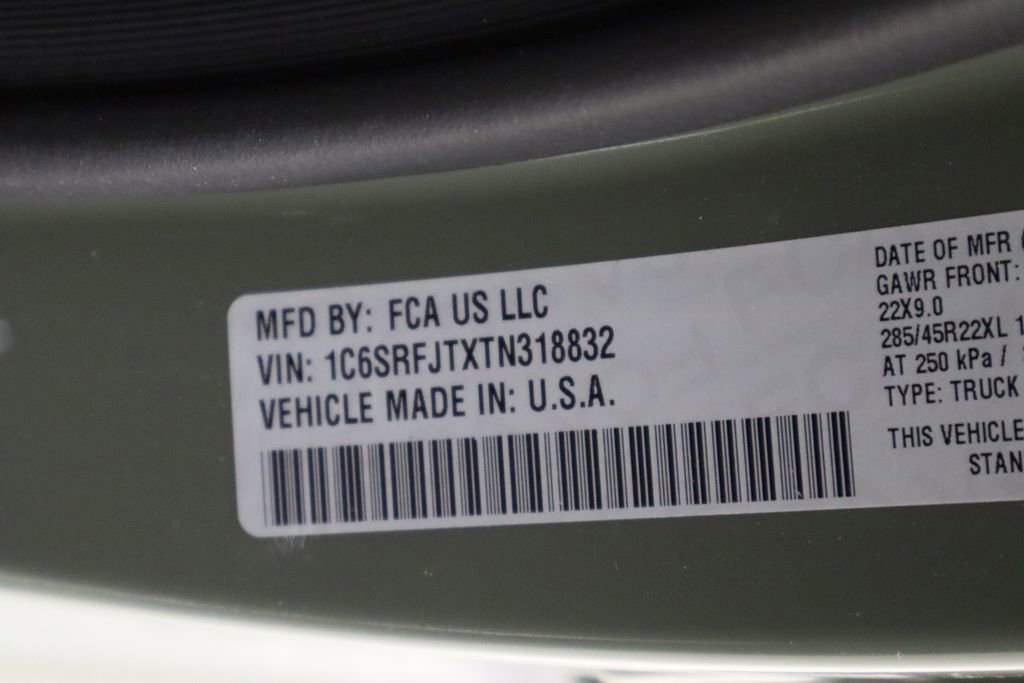 MFD BY: FCA US LLC
VIN: 1C6SRFJTXTN318832
VEHICLE MADE IN: U.S.A.
DATE OF MFR
GAWR FRONT:
22X9.0
285/45R22XL 1
AT 250 kPa /
TYPE: TRUCK
THIS VEHICLE
STAN